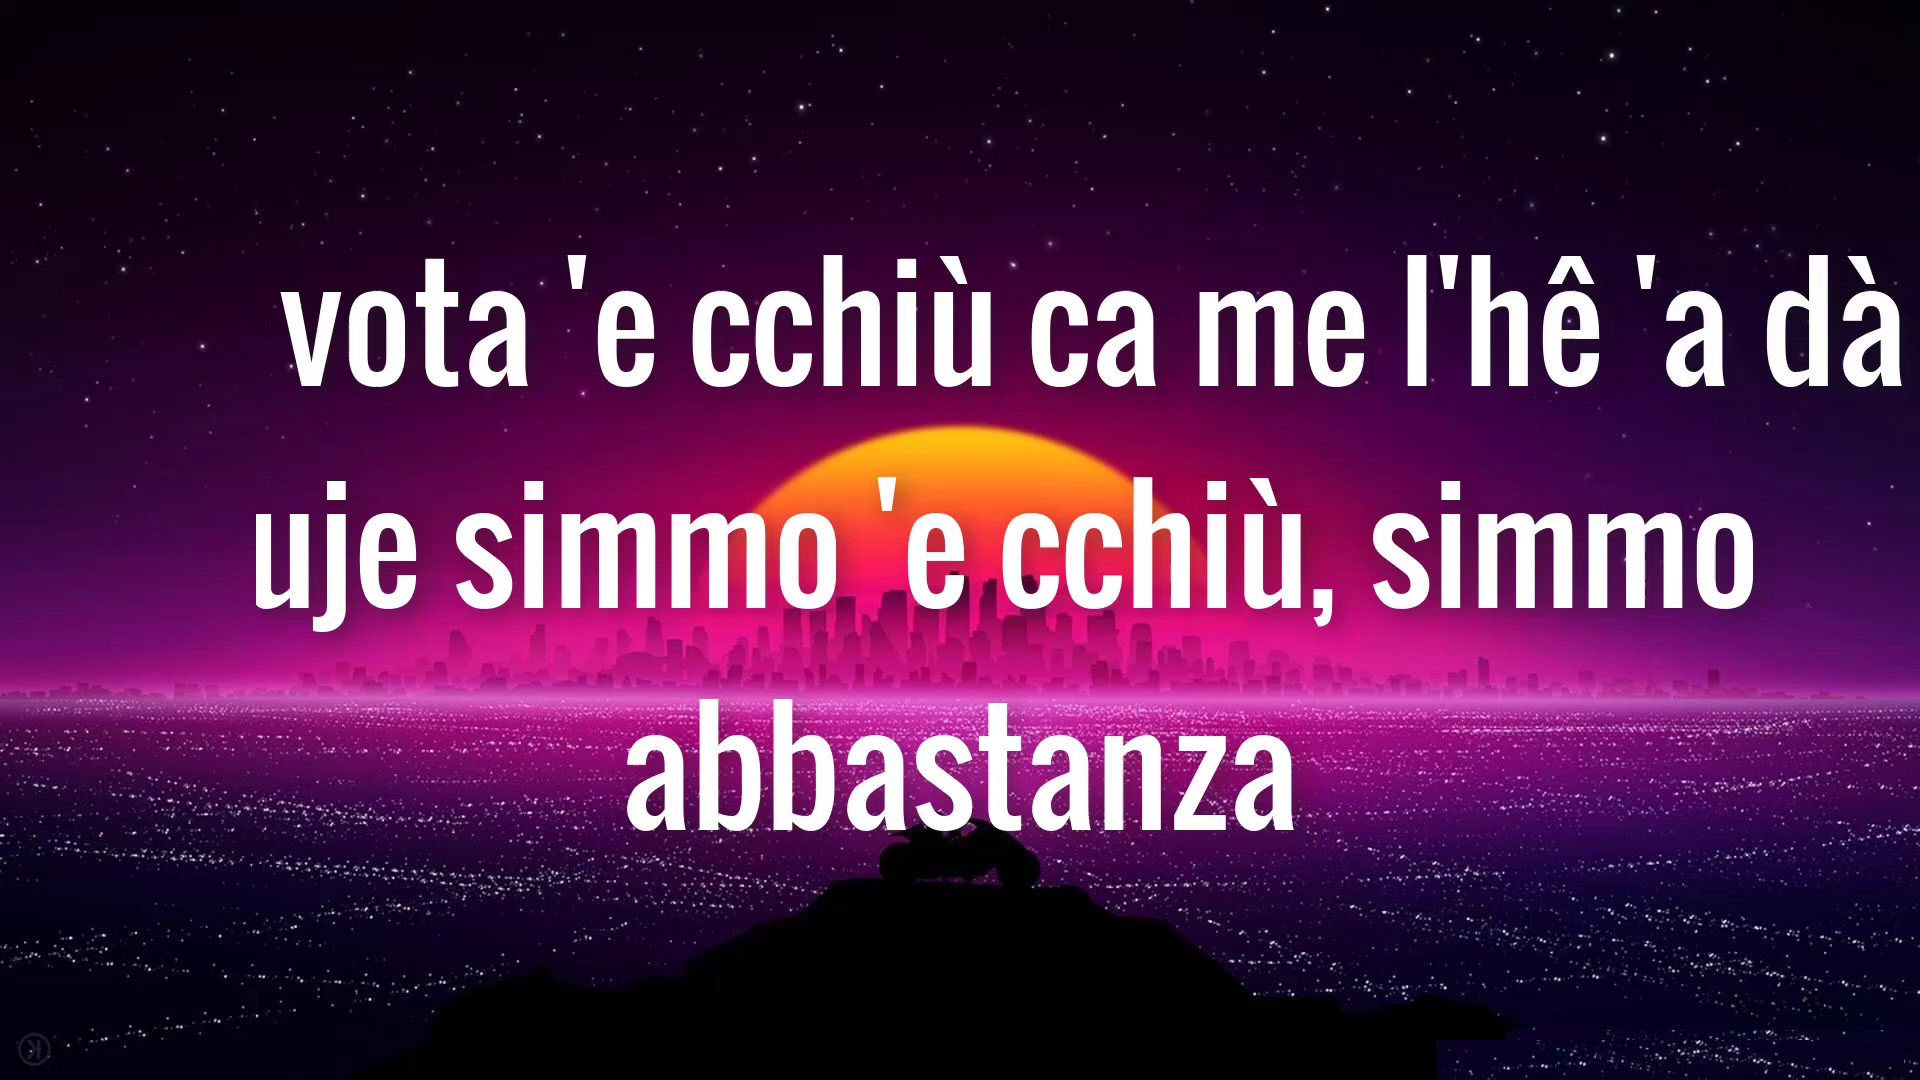 vota 'e cchiù ca me l'hê 'a dà
uje simmo 'e cchiù, simmo
abbastanza